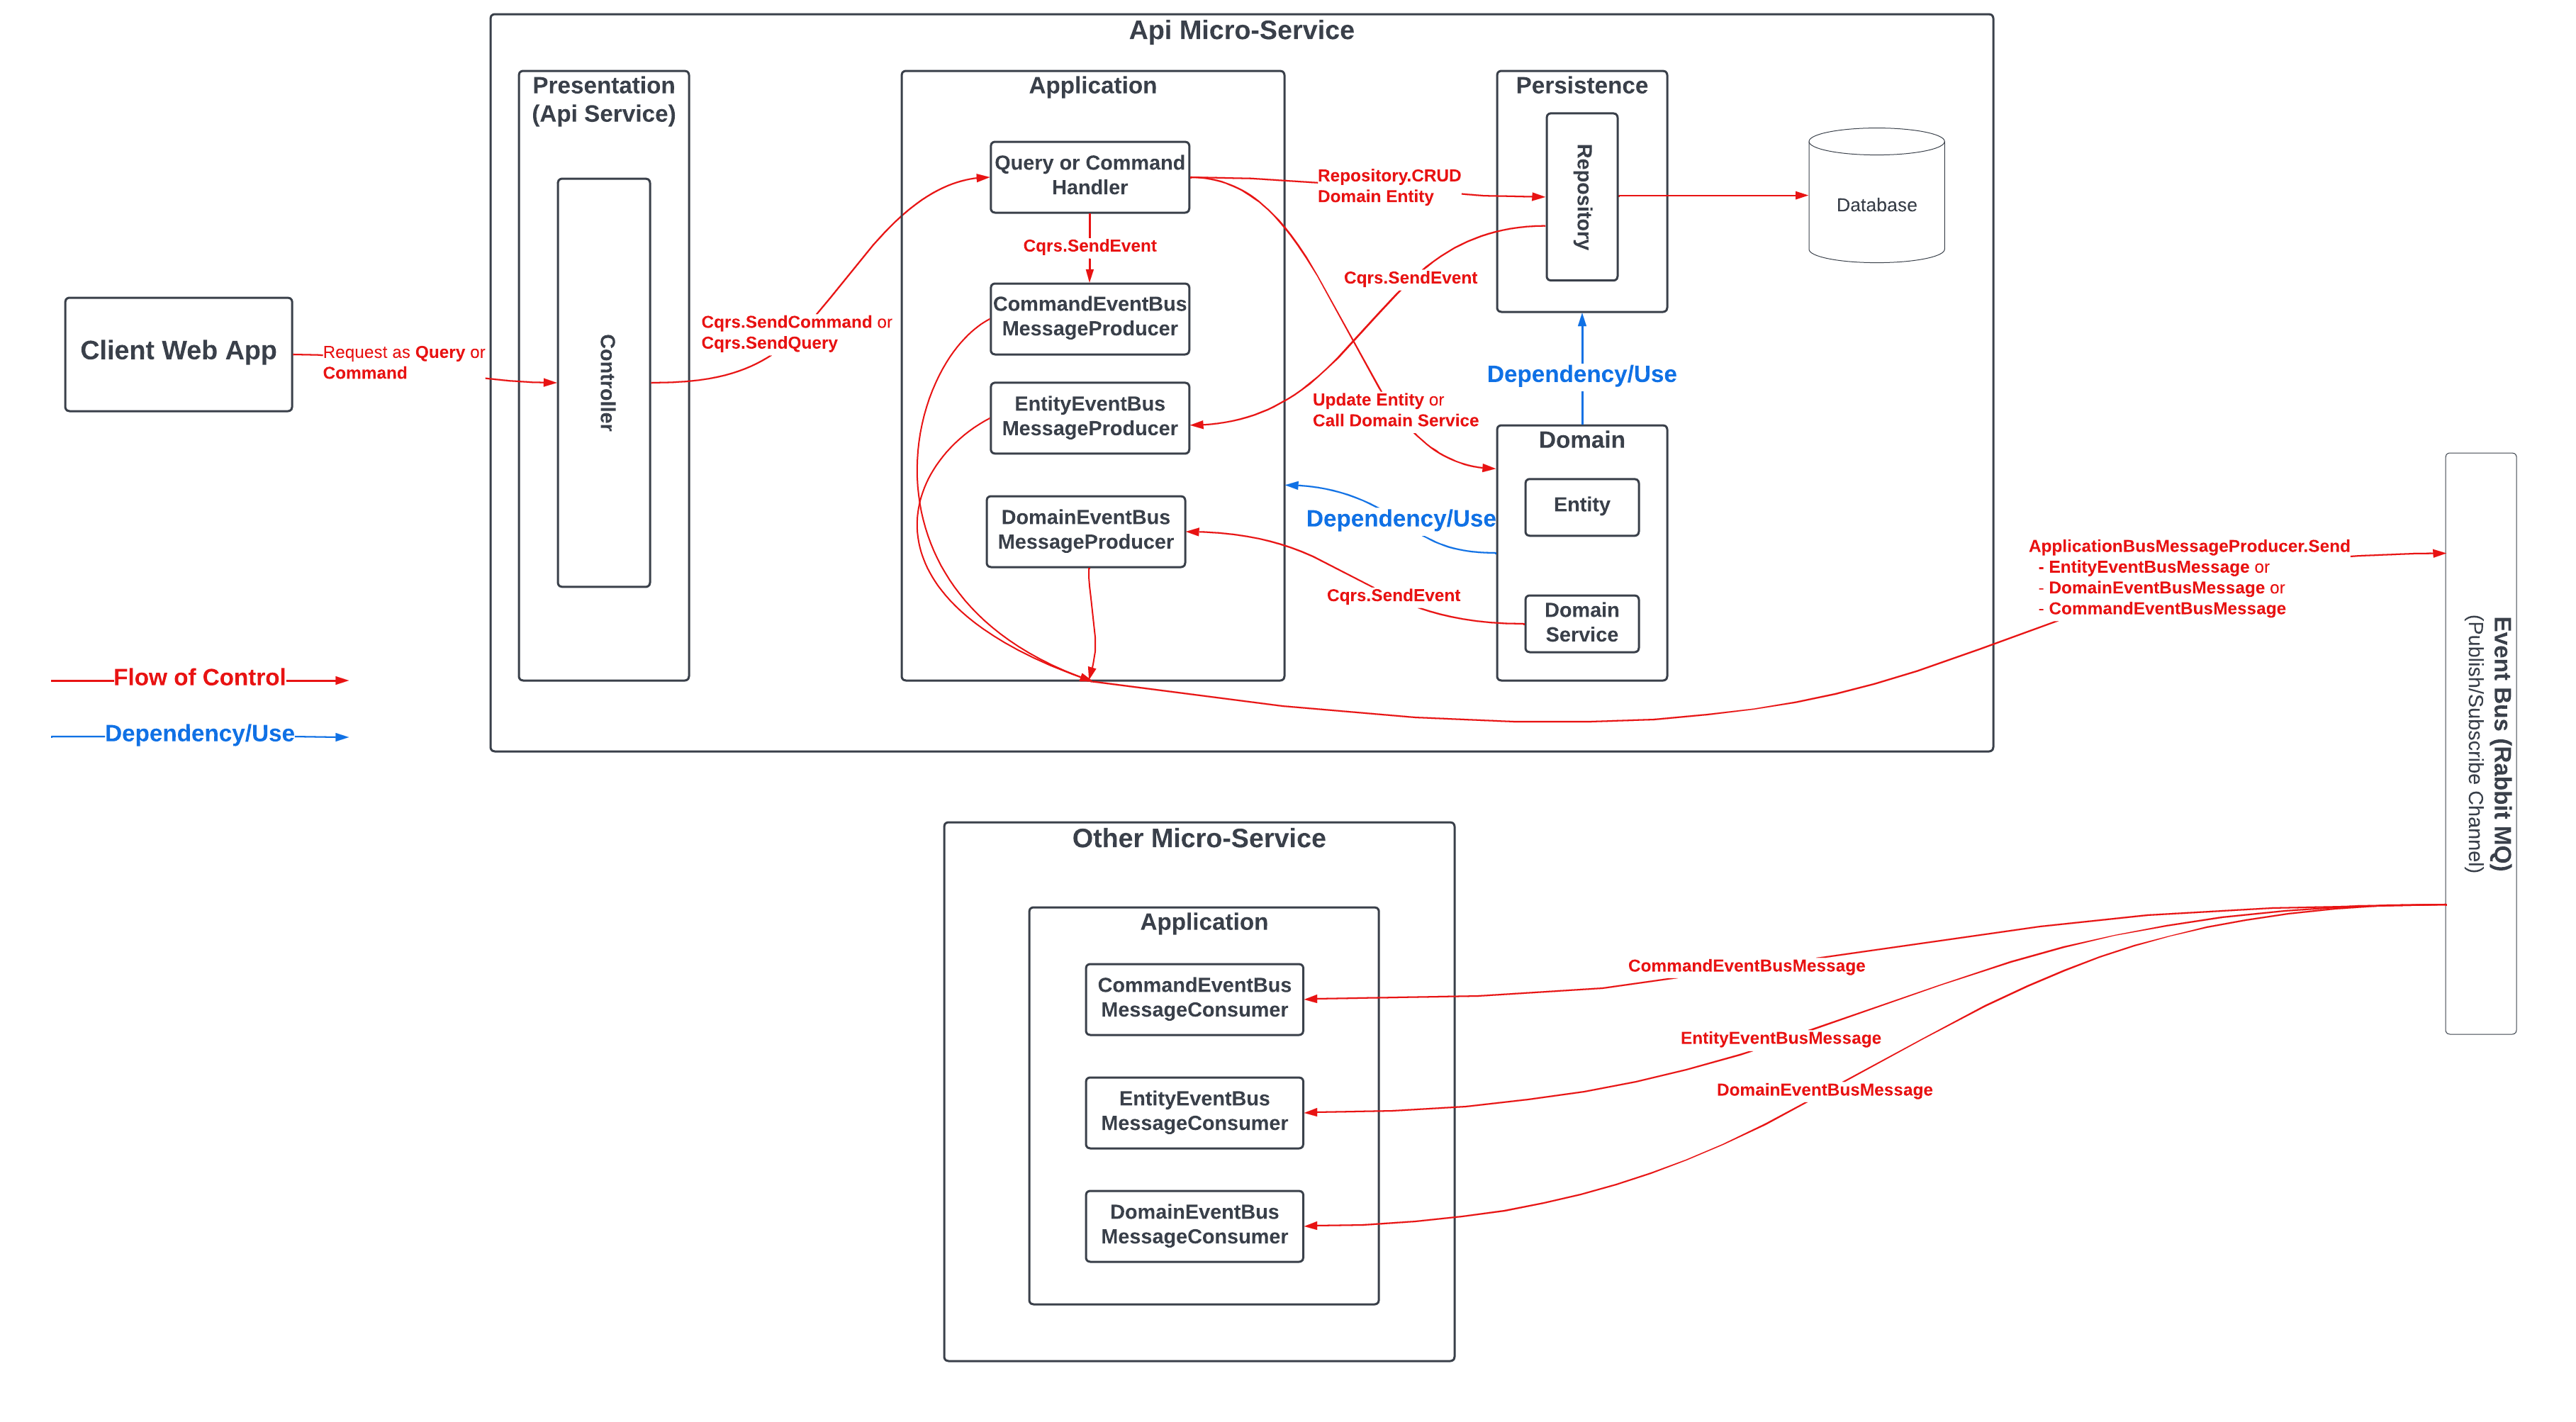 Api Micro-Service
Presentation
(Api Service)
Controller
Client Web App
Request as Query or
Command
Cqrs.SendCommand or
Cqrs.SendQuery
Application
Query or Command
Handler
Cqrs.SendEvent
CommandEventBus
MessageProducer
EntityEventBus
MessageProducer
DomainEventBus
MessageProducer
Repository.CRUD
Domain Entity
Cqrs.SendEvent
Update Entity or
Call Domain Service
Dependency/Use
Cqrs.SendEvent
Persistence
Repository
Database
Dependency/Use
Domain
Entity
Domain
Service
ApplicationBusMessageProducer.Send
- EntityEventBusMessage or
- DomainEventBusMessage or
- CommandEventBusMessage
Event Bus (Rabbit MQ)
(Publish/Subscribe Channel)
Flow of Control
Dependency/Use
Other Micro-Service
Application
CommandEventBus
MessageConsumer
EntityEventBus
MessageConsumer
DomainEventBus
MessageConsumer
CommandEventBusMessage
EntityEventBusMessage
DomainEventBusMessage